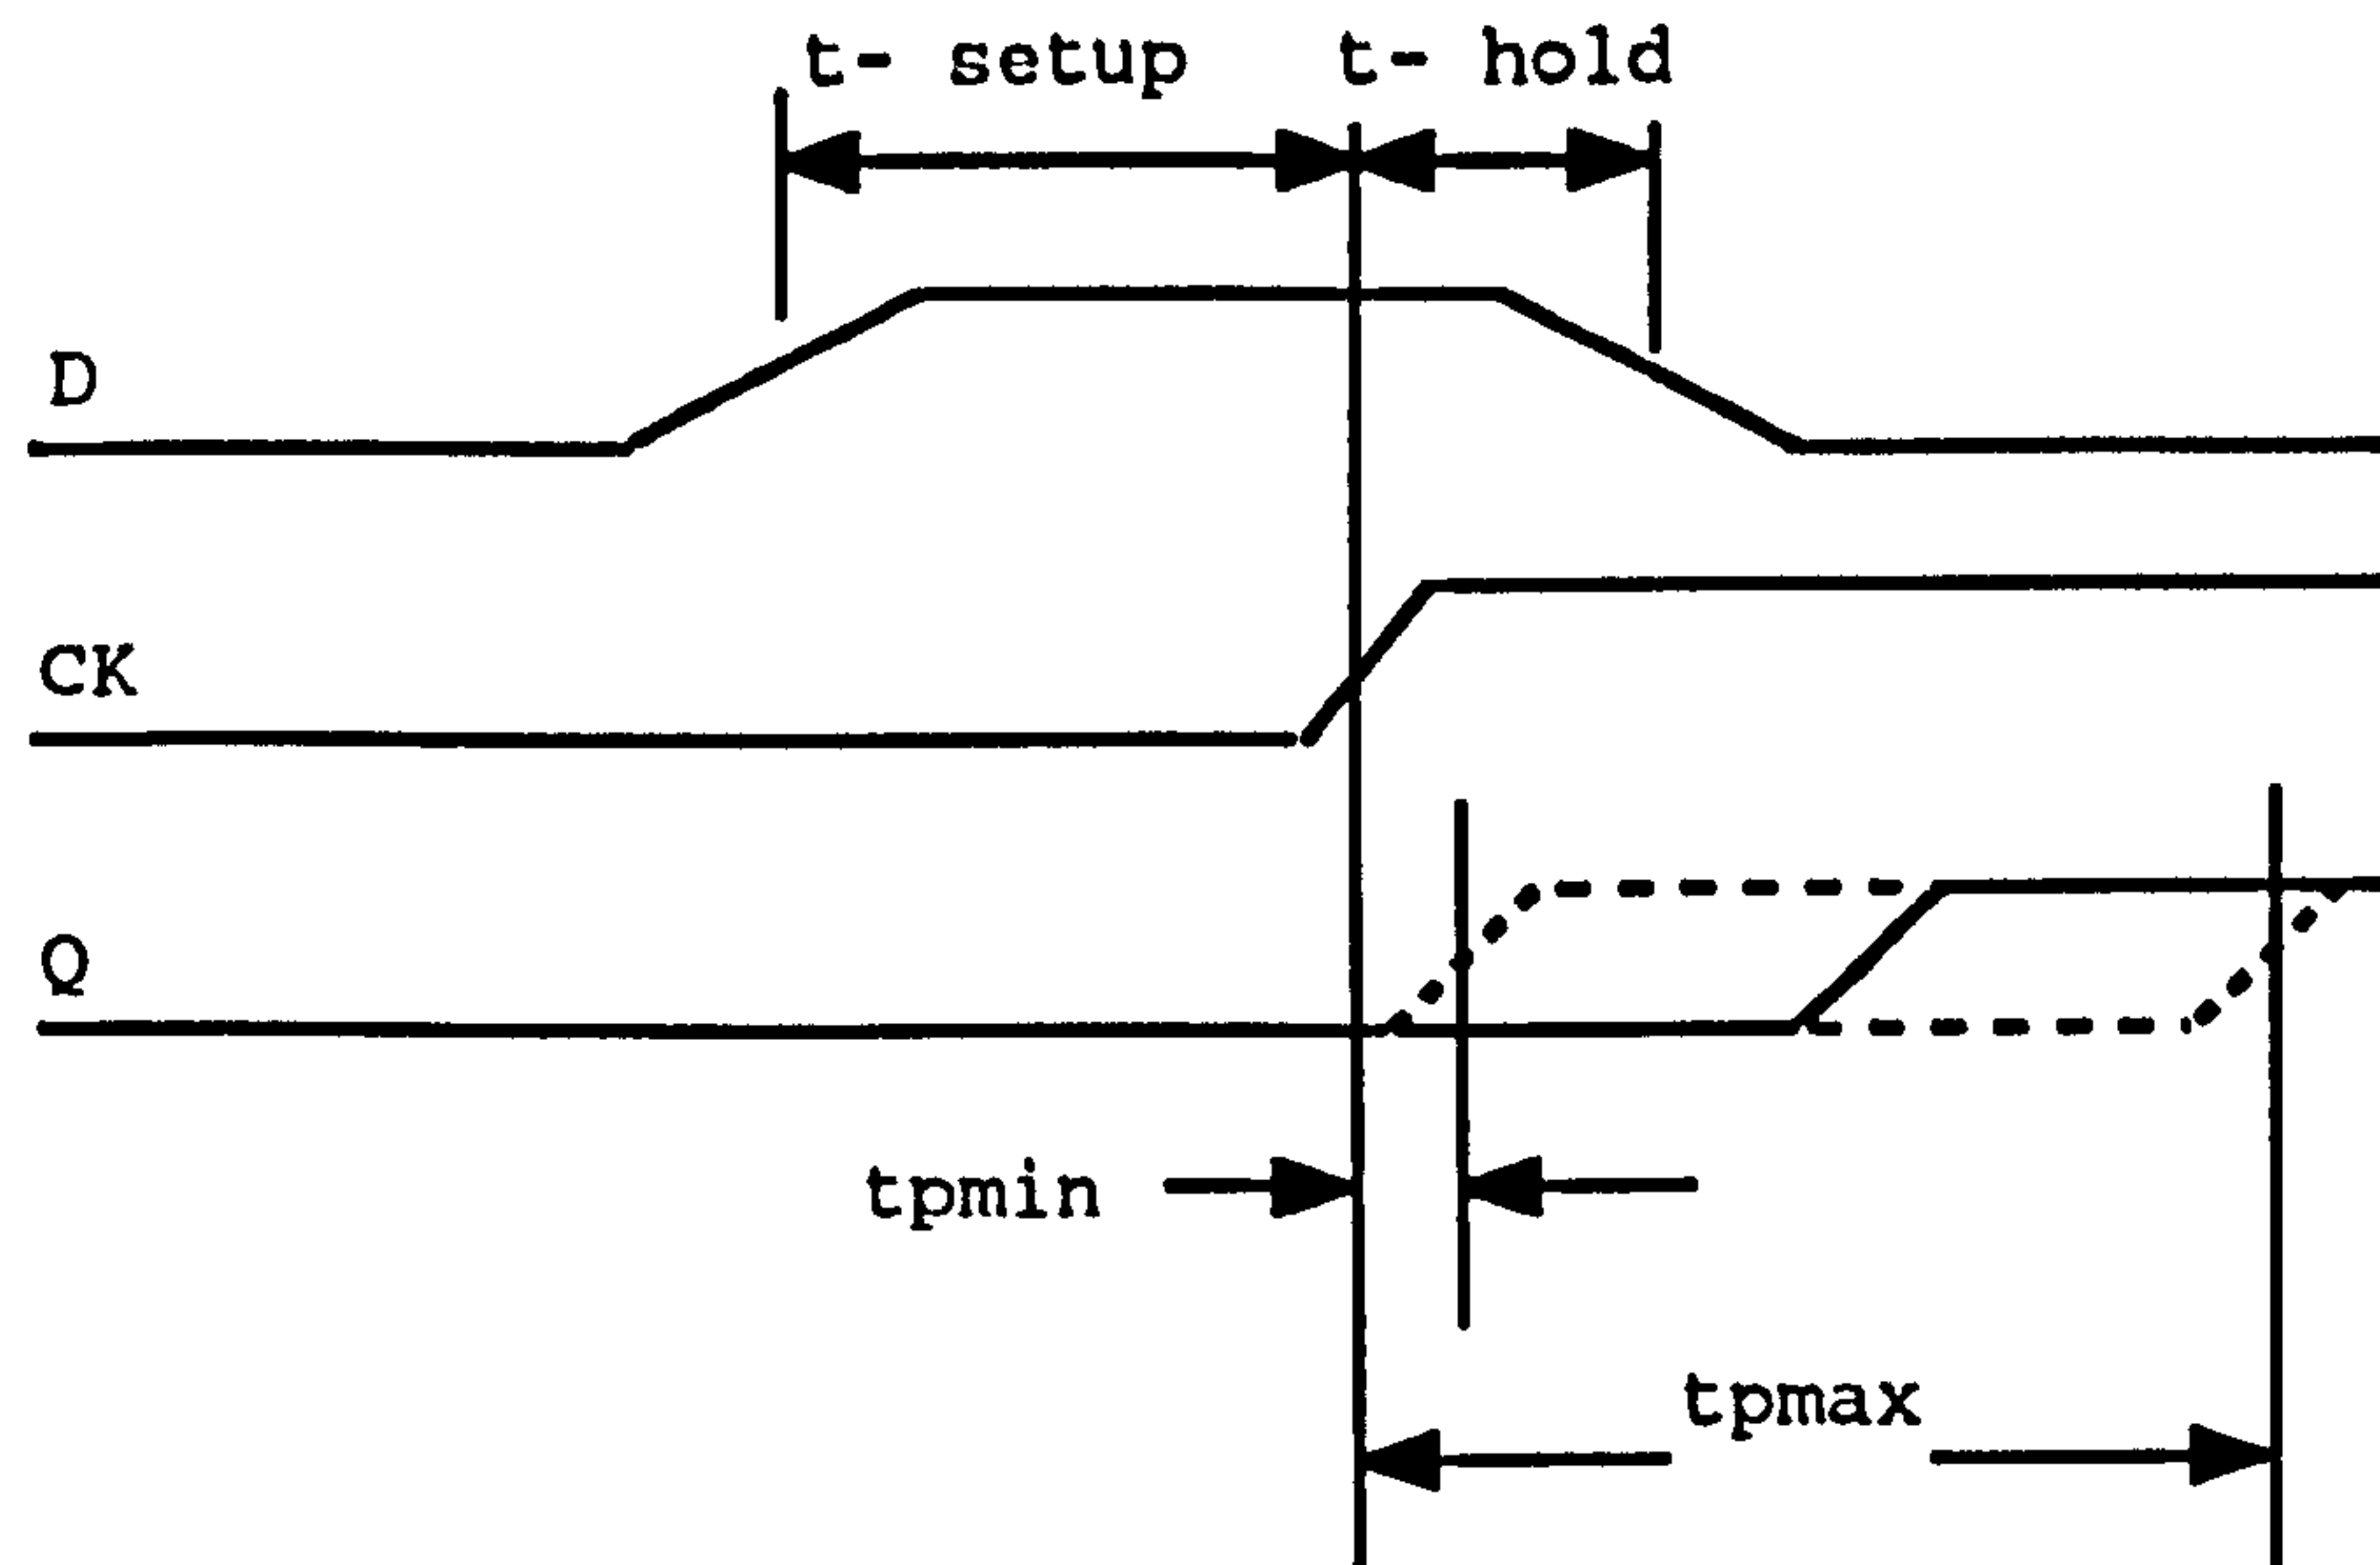 t- setup t- hold
D
CK
Q
tpmin
tpmax